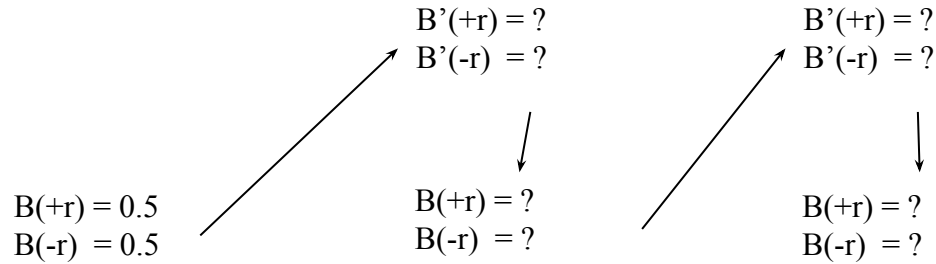 B’(+r) = ?
B’(-r) = ?
B’(+r) = ?
B’(-r) = ?
B(+r) = 0.5
B(-r) = 0.5
B(+r) = ?
B(-r) = ?
B(+r) = ?
B(-r) = ?